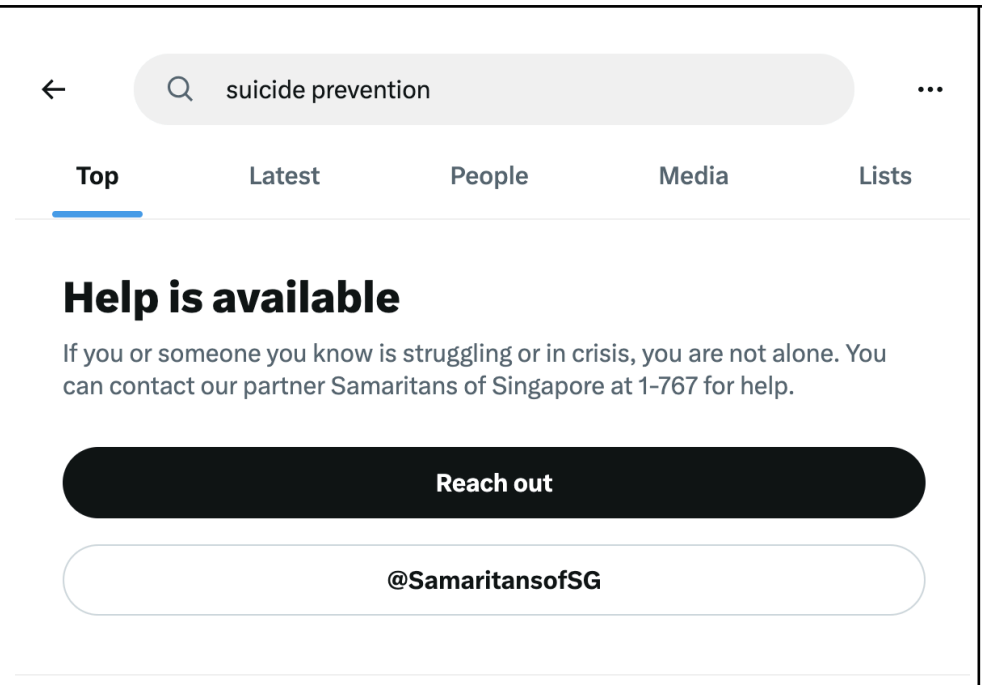 suicide prevention
Top Latest People Media Lists
Help is available
If you or someone you know is struggling or in crisis, you are not alone. You
can contact our partner Samaritans of Singapore at 1-767 for help.
Reach out
@SamaritansofSG